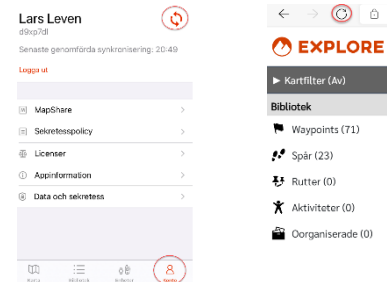 Lars Leven
d9xp7dl
Senaste genomförda synkronisering: 20:49
Logga ut
MapShare
Sekretesspolicy
Licenser
Appinformation
Data och sekretess
Karta
Bibliotek
Konto
EXPLORE
▶ Kartfilter (Av)
Bibliotek
Waypoints (71)
Spår (23)
Rutter (0)
Aktiviteter (0)
Oorganiserade (0)